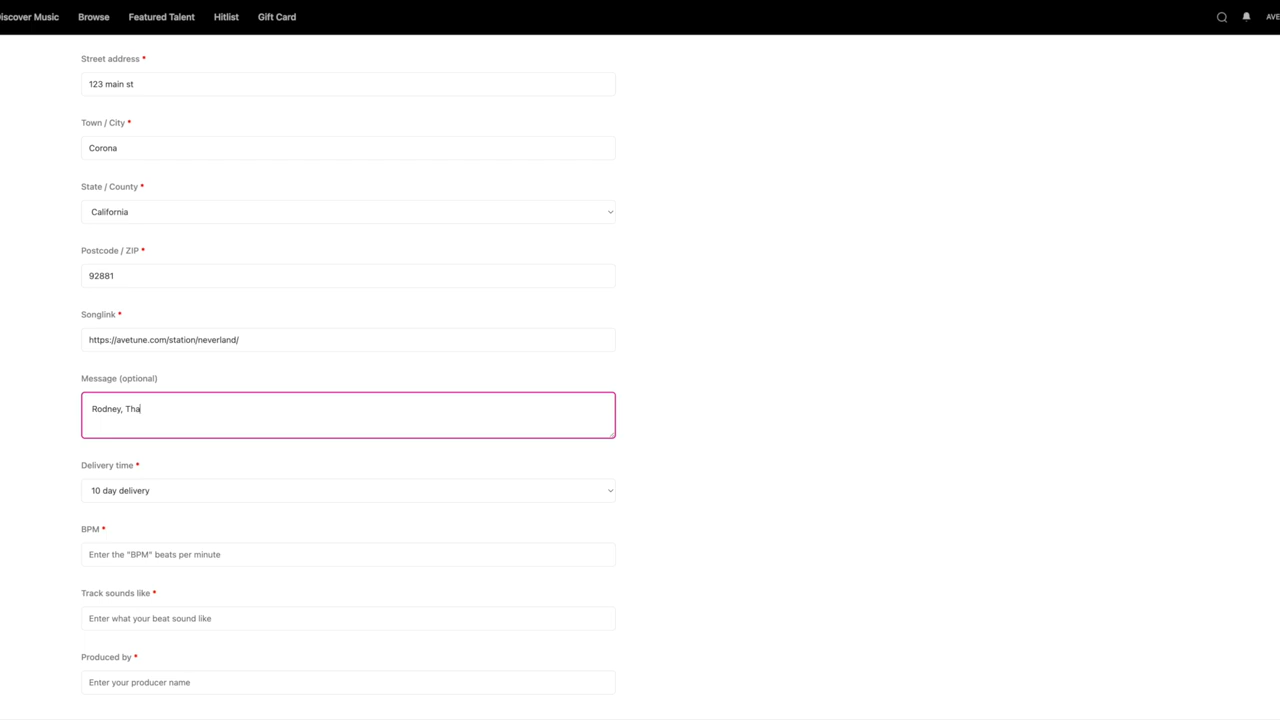 iscover Music Browse Featured Talent Hitlist Gift Card AVE
Street address *
123 main st
Town / City *
Corona
State / County *
California
Postcode / ZIP *
92881
Songlink *
https://avetune.com/station/neverland/
Message (optional)
Rodney, Tha
Delivery time *
10 day delivery
BPM *
Enter the "BPM" beats per minute
Track sounds like *
Enter what your beat sound like
Produced by *
Enter your producer name